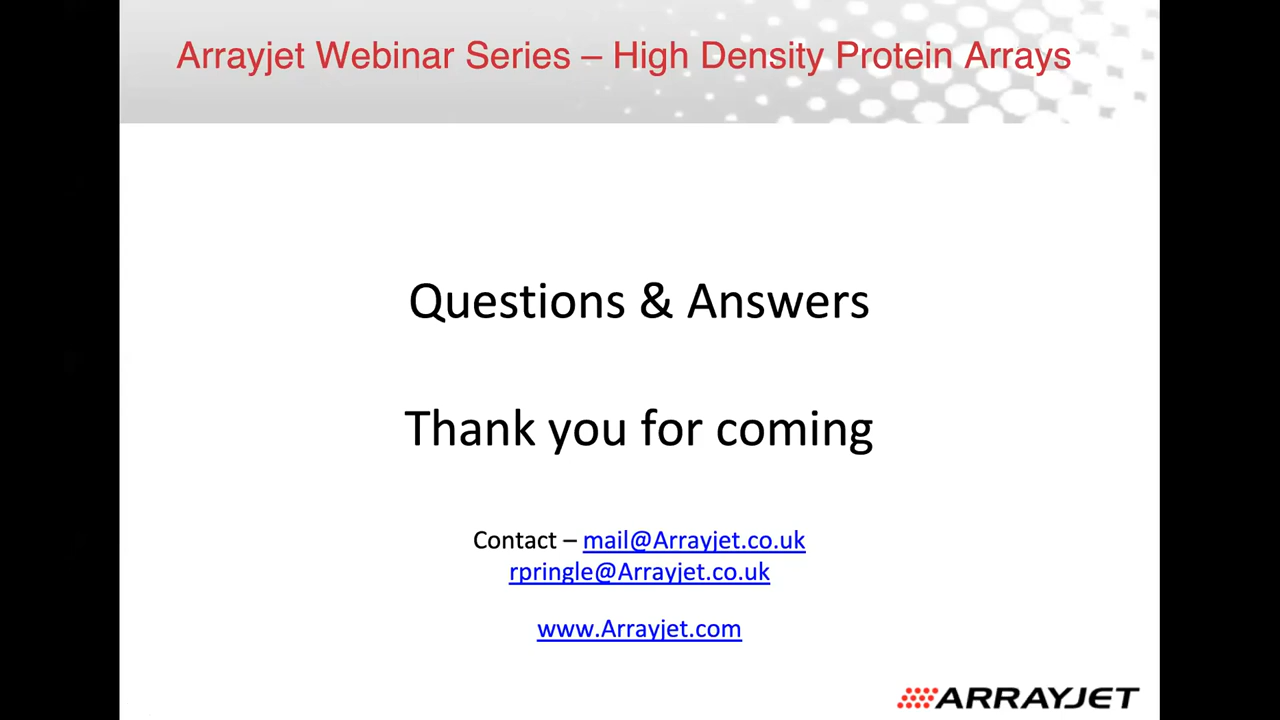 Arrayjet Webinar Series – High Density Protein Arrays
Questions & Answers
Thank you for coming
Contact – mail@Arrayjet.co.uk
rpringle@Arrayjet.co.uk
www.Arrayjet.com
ARRAYJET